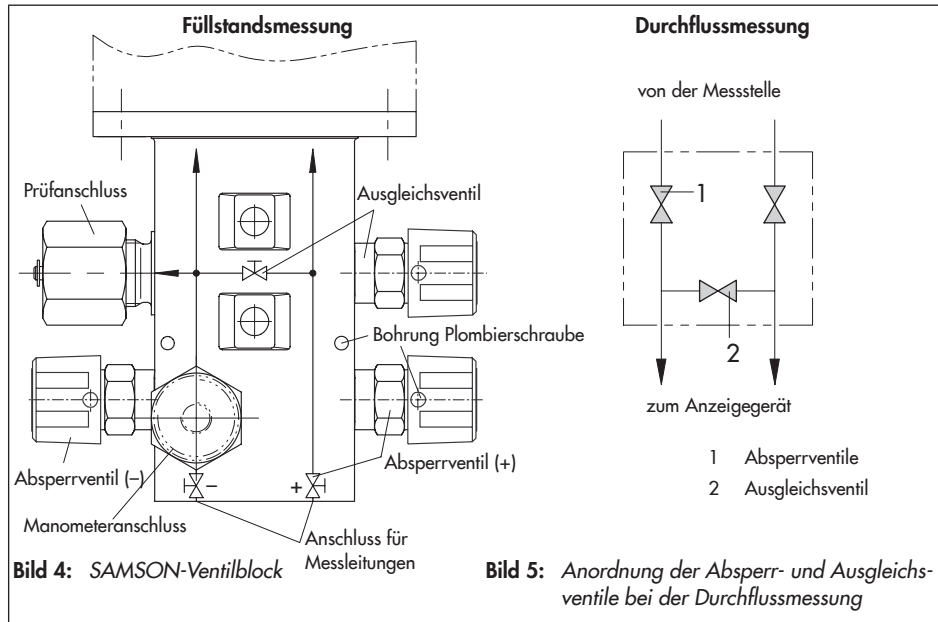 Füllstandsmessung
Prüfanschluss
Ausgleichsventil
Bohrung Plombierschraube
Absperrventil (–)
Absperrventil (+)
– +
Manometeranschluss
Anschluss für
Messleitungen
Bild 4: SAMSON-Ventilblock
Durchflussmessung
von der Messstelle
1
2
zum Anzeigegerät
1 Absperrventile
2 Ausgleichsventil
Bild 5: Anordnung der Absperr- und Ausgleichs-
ventile bei der Durchflussmessung